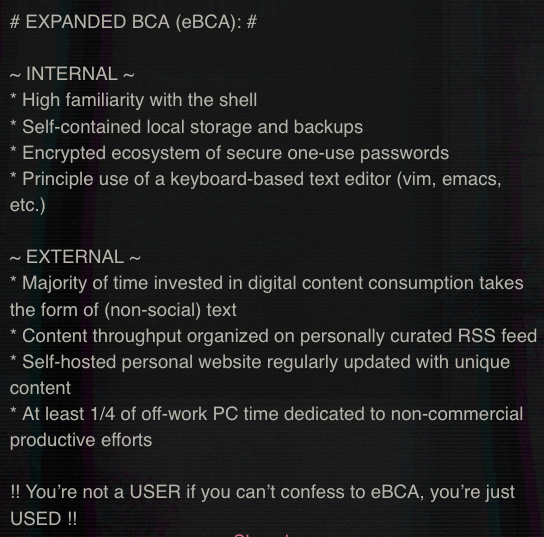 # EXPANDED BCA (eBCA): #
~ INTERNAL ~
* High familiarity with the shell
* Self-contained local storage and backups
* Encrypted ecosystem of secure one-use passwords
* Principle use of a keyboard-based text editor (vim, emacs,
etc.)
~ EXTERNAL ~
* Majority of time invested in digital content consumption takes
the form of (non-social) text
* Content throughput organized on personally curated RSS feed
* Self-hosted personal website regularly updated with unique
content
* At least 1/4 of off-work PC time dedicated to non-commercial
productive efforts
!! You’re not a USER if you can’t confess to eBCA, you’re just
USED !!